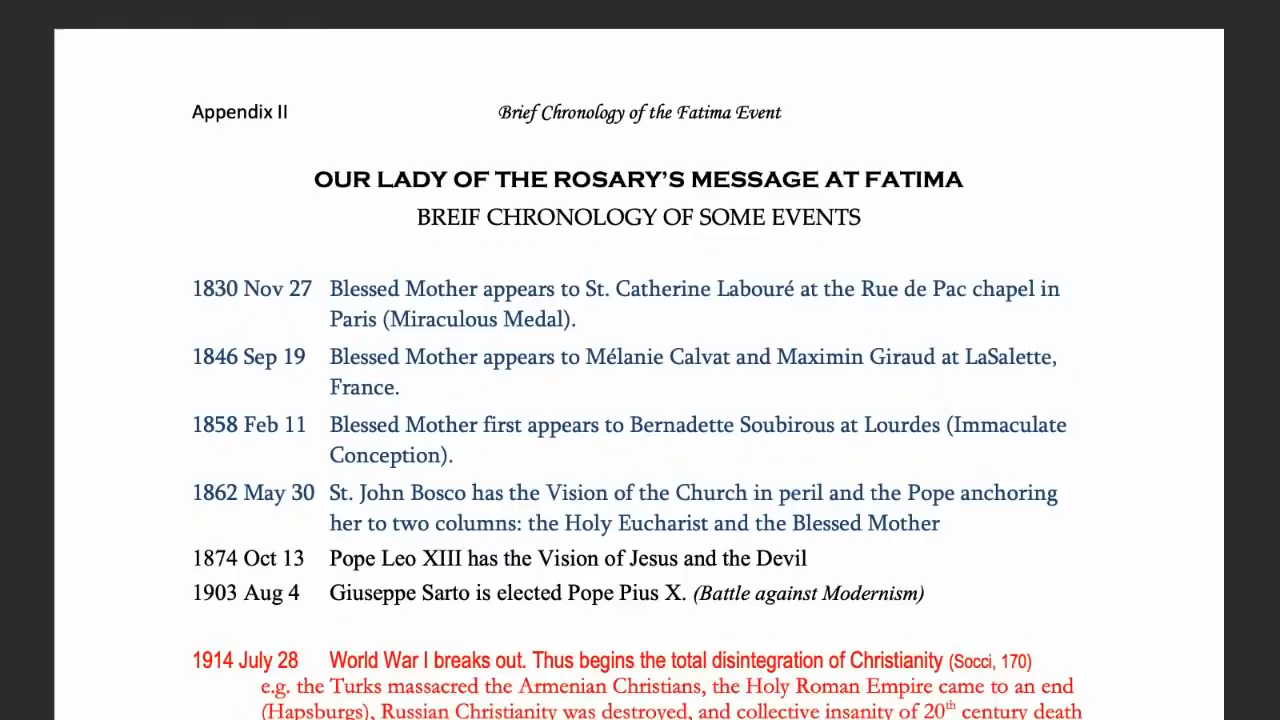 Appendix II Brief Chronology of the Fatima Event
OUR LADY OF THE ROSARY'S MESSAGE AT FATIMA
BREIF CHRONOLOGY OF SOME EVENTS
1830 Nov 27 Blessed Mother appears to St. Catherine Labouré at the Rue de Pac chapel in
Paris (Miraculous Medal).
1846 Sep 19 Blessed Mother appears to Mélanie Calvat and Maximin Giraud at LaSalette,
France.
1858 Feb 11 Blessed Mother first appears to Bernadette Soubirous at Lourdes (Immaculate
Conception).
1862 May 30 St. John Bosco has the Vision of the Church in peril and the Pope anchoring
her to two columns: the Holy Eucharist and the Blessed Mother
1874 Oct 13 Pope Leo XIII has the Vision of Jesus and the Devil
1903 Aug 4 Giuseppe Sarto is elected Pope Pius X. (Battle against Modernism)
1914 July 28 World War I breaks out. Thus begins the total disintegration of Christianity (Socci, 170)
e.g. the Turks massacred the Armenian Christians, the Holy Roman Empire came to an end
(Hapsburgs), Russian Christianity was destroyed, and collective insanity of 20th century death